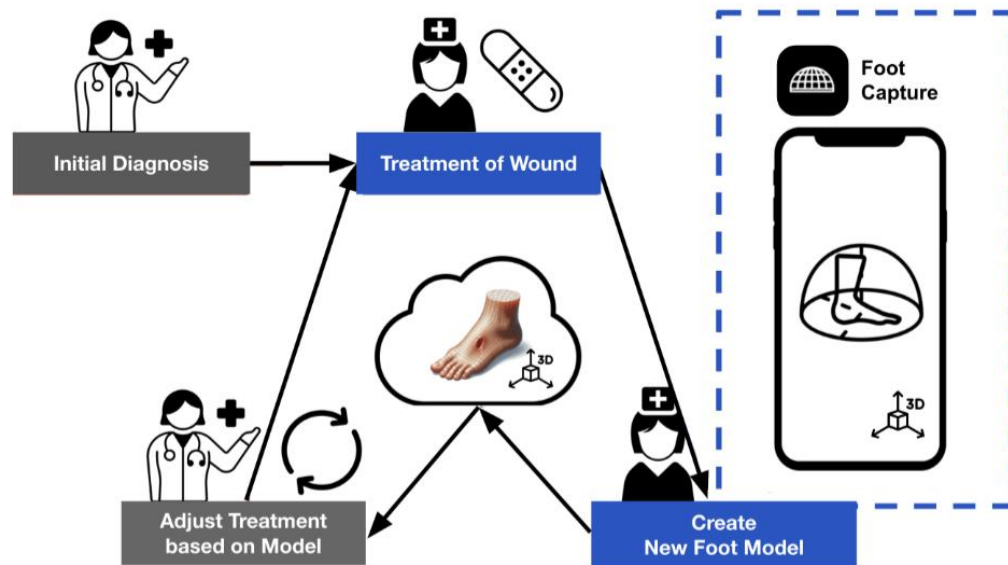 Initial Diagnosis
Treatment of Wound
Foot
Capture
3D
3D
Adjust Treatment
based on Model
Create
New Foot Model